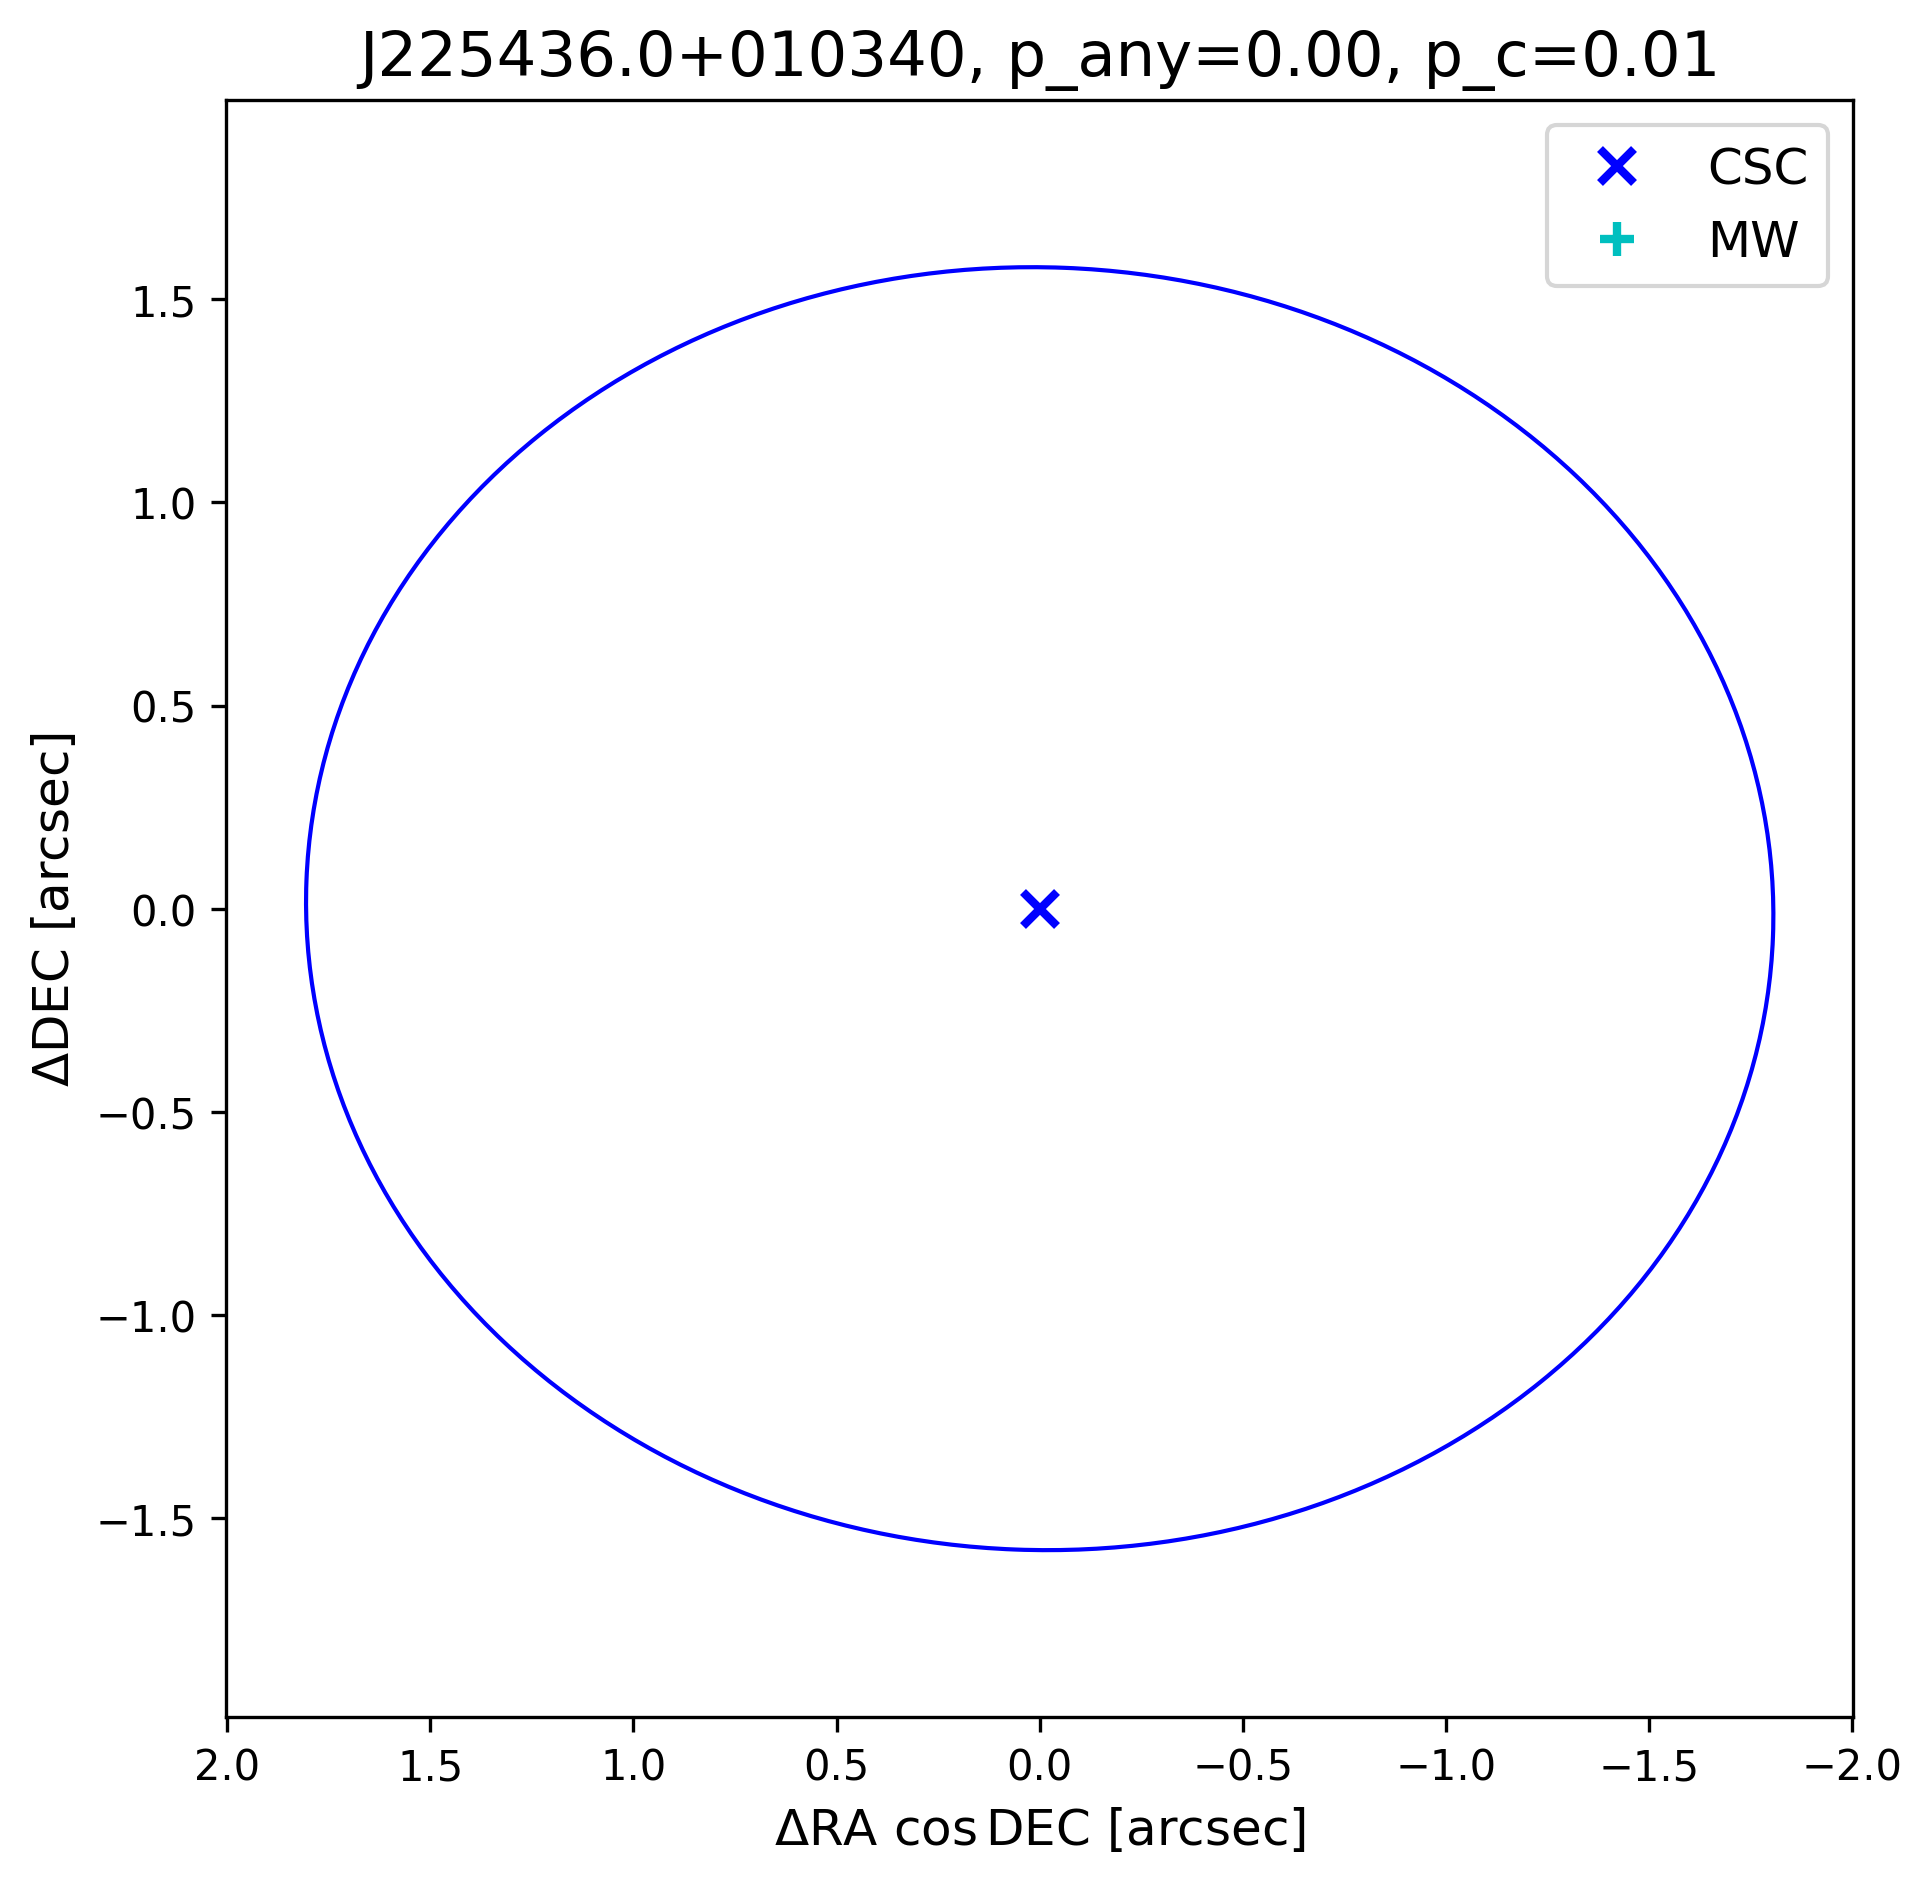 J225436.0+010340, p_any=0.00, p_c=0.01
CSC
MW
1.5
1.0
0.5
0.0
−0.5
−1.0
−1.5
ΔDEC [arcsec]
2.0 1.5 1.0 0.5 0.0 −0.5 −1.0 −1.5 −2.0
ΔRA cos DEC [arcsec]